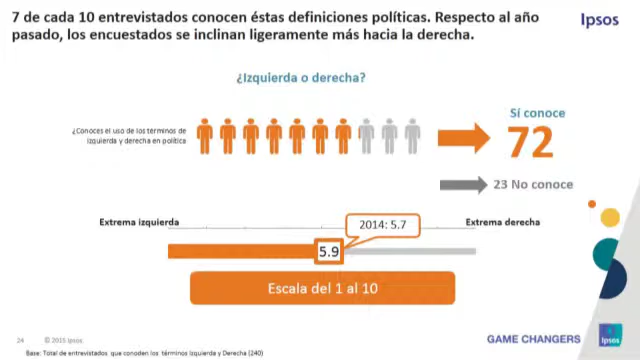 7 de cada 10 entrevistados conocen éstas definiciones políticas. Respecto al año
pasado, los encuestados se inclinan ligeramente más hacia la derecha.
Ipsos
¿Izquierda o derecha?
¿Conoces el uso de los términos de
izquierda y derecha en política
Sí conoce
72
23 No conoce
Extrema izquierda
2014: 5.7
Extrema derecha
5.9
Escala del 1 al 10
24
© 2015 Ipsos
GAME CHANGERS
Ipsos
Base: Total de entrevistados que conoden los términos Izquierda y Derecha (240)